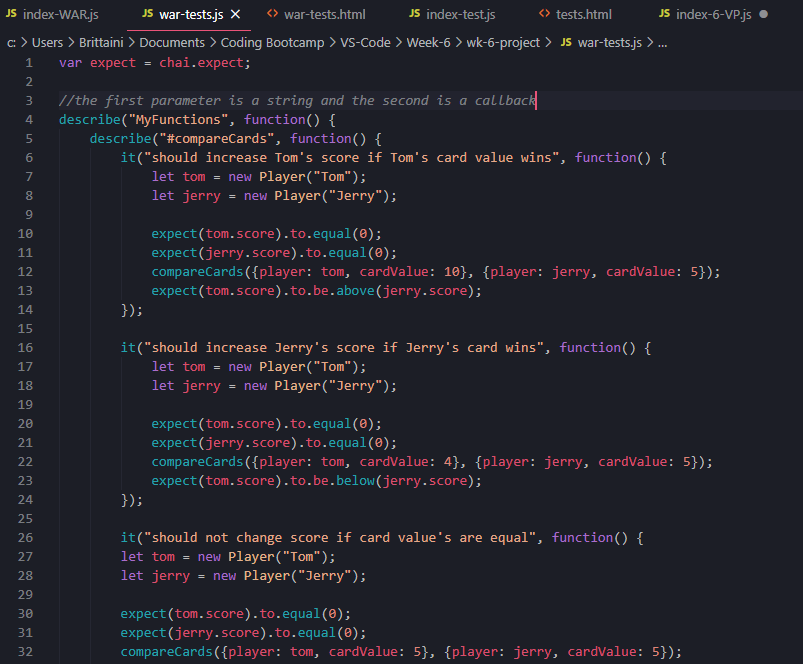 JS index-WAR.js JS war-tests.js × <> war-tests.html JS index-test.js <> tests.html JS index-6-VP.js ●
c: > Users > Brittaini > Documents > Coding Bootcamp > VS-Code > Week-6 > wk-6-project > JS war-tests.js > ...
1 var expect = chai.expect;
2
3 //the first parameter is a string and the second is a callback
4 describe("MyFunctions", function() {
5     describe("#compareCards", function() {
6         it("should increase Tom's score if Tom's card value wins", function() {
7             let tom = new Player("Tom");
8             let jerry = new Player("Jerry");
9
10             expect(tom.score).to.equal(0);
11             expect(jerry.score).to.equal(0);
12             compareCards({player: tom, cardValue: 10}, {player: jerry, cardValue: 5});
13             expect(tom.score).to.be.above(jerry.score);
14         });
15
16         it("should increase Jerry's score if Jerry's card wins", function() {
17             let tom = new Player("Tom");
18             let jerry = new Player("Jerry");
19
20             expect(tom.score).to.equal(0);
21             expect(jerry.score).to.equal(0);
22             compareCards({player: tom, cardValue: 4}, {player: jerry, cardValue: 5});
23             expect(tom.score).to.be.below(jerry.score);
24         });
25
26         it("should not change score if card value's are equal", function() {
27         let tom = new Player("Tom");
28         let jerry = new Player("Jerry");
29
30         expect(tom.score).to.equal(0);
31         expect(jerry.score).to.equal(0);
32         compareCards({player: tom, cardValue: 5}, {player: jerry, cardValue: 5});